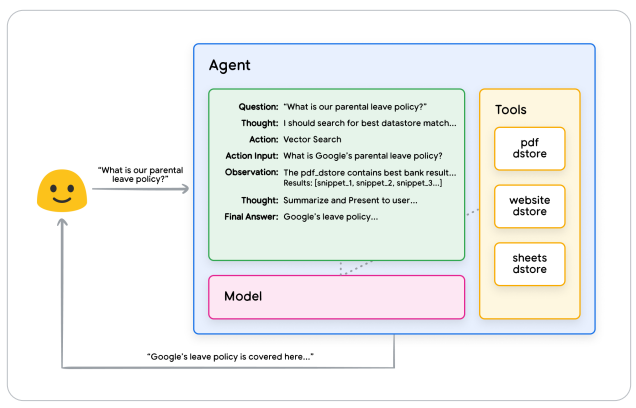 Agent
Question: "What is our parental leave policy?"
Thought: I should search for best datastore match...
Action: Vector Search
Action Input: What is Google's parental leave policy?
Observation: The pdf_dstore contains best bank result...
Results: [snippet_1, snippet_2, snippet_3...]
Thought: Summarize and Present to user...
Final Answer: Google's leave policy...
Tools
pdf
dstore
website
dstore
sheets
dstore
"What is our parental
leave policy?"
Model
"Google's leave policy is covered here..."